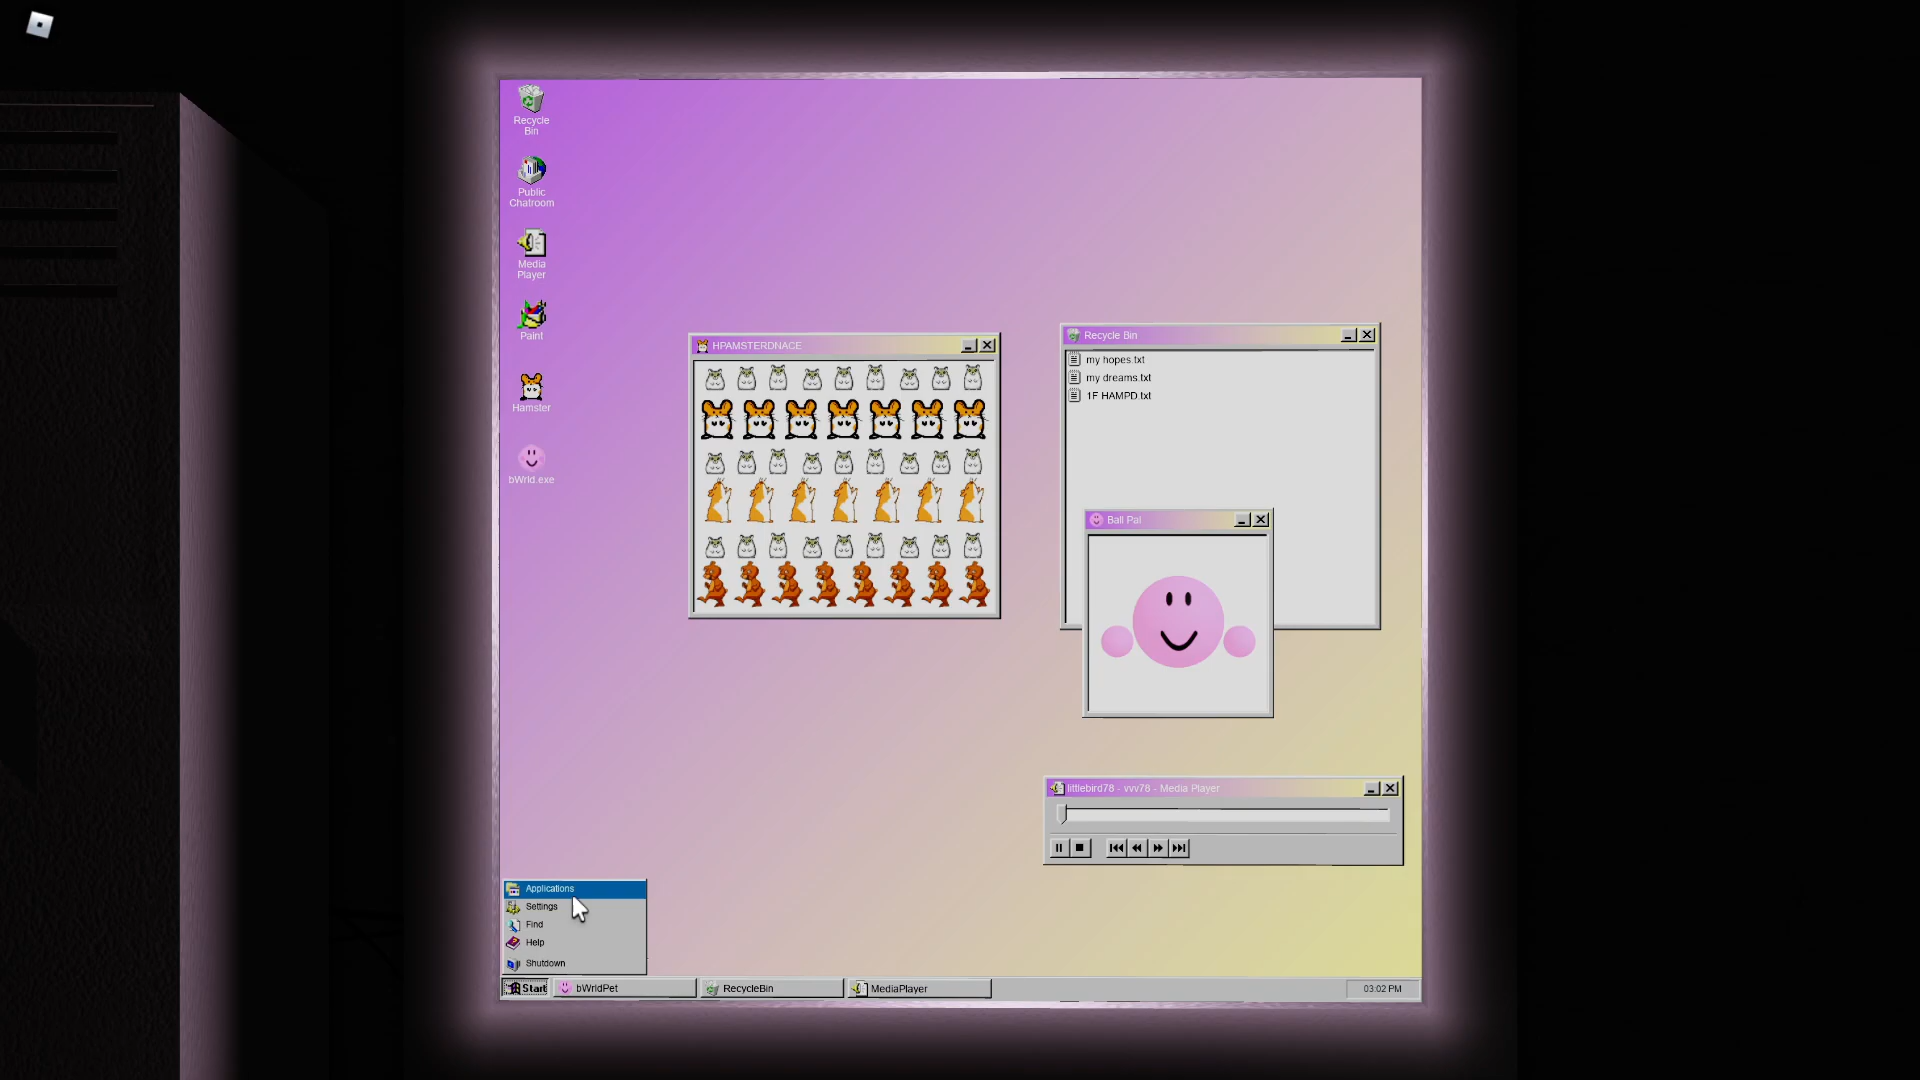 Recycle
Bin
Public
Chatroom
Media
Player
Paint
Hamster
bWrld.exe
HPAMSTERDNACE
Recycle Bin
my hopes.txt
my dreams.txt
1F HAMPD.txt
Ball Pal
littlebird78 - vvv78 - Media Player
Applications
Settings
Find
Help
Shutdown
Start
bWrldPet
RecycleBin
MediaPlayer
03:02 PM